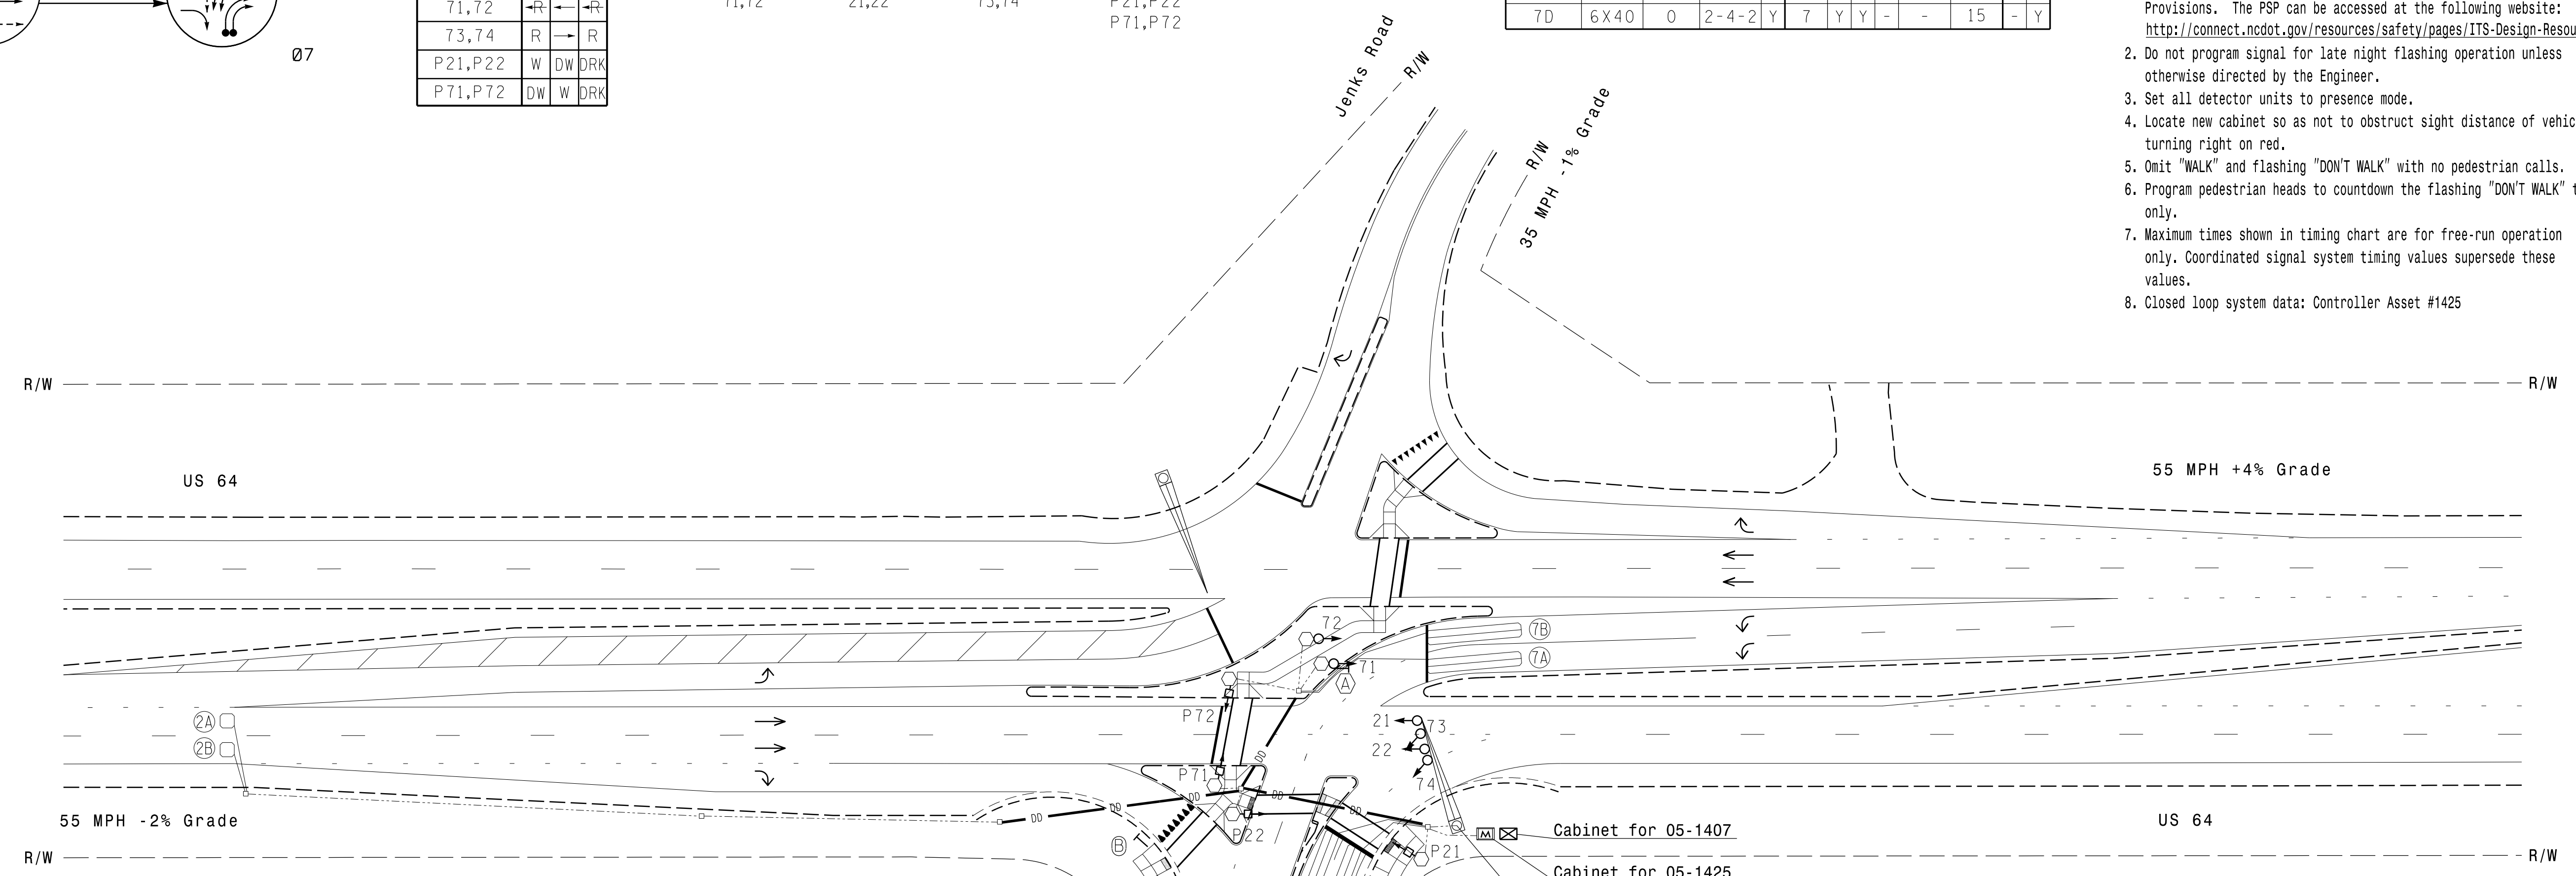 71,72 R R
73,74 R R
P21,P22 W DW DRK
P71,P72 DW W DRK
Ø7
71,72 21,22 73,74 P21,P22
P71,P72
7D 6X40 0 2-4-2 Y 7 Y Y - - 15 - Y
Provisions. The PSP can be accessed at the following website:
http://connect.ncdot.gov/resources/safety/pages/ITS-Design-Resou
2. Do not program signal for late night flashing operation unless
otherwise directed by the Engineer.
3. Set all detector units to presence mode.
4. Locate new cabinet so as not to obstruct sight distance of vehic
turning right on red.
5. Omit "WALK" and flashing "DON'T WALK" with no pedestrian calls.
6. Program pedestrian heads to countdown the flashing "DON'T WALK" t
only.
7. Maximum times shown in timing chart are for free-run operation
only. Coordinated signal system timing values supersede these
values.
8. Closed loop system data: Controller Asset #1425
Jenks Road
R/W
R/W
35 MPH -1% Grade
R/W
R/W
US 64
55 MPH +4% Grade
72
7B
71
7A
A
P72
2A
2B
21
73
22
74
P71
DD
DD
DD
DD
DD
DD
P22
P21
B
55 MPH -2% Grade
US 64
M
Cabinet for 05-1407
Cabinet for 05-1425
R/W
R/W